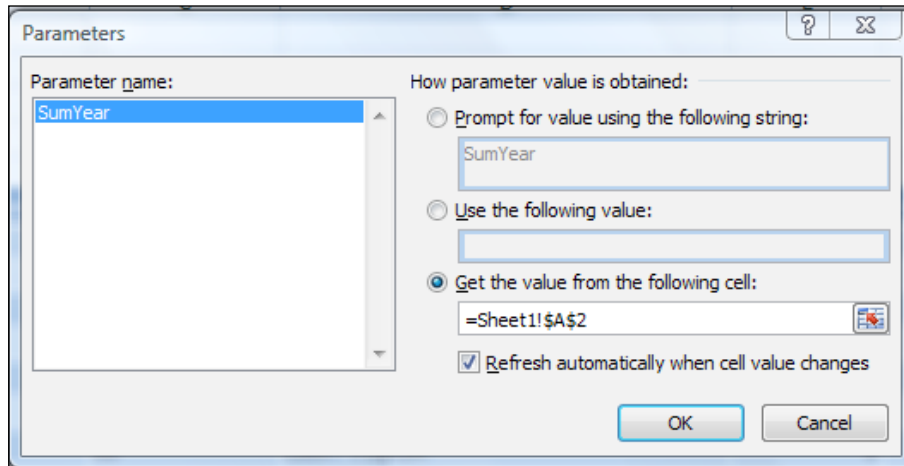 Parameters
Parameter name:
SumYear
How parameter value is obtained:
Prompt for value using the following string:
SumYear
Use the following value:
Get the value from the following cell:
=Sheet1!$A$2
Refresh automatically when cell value changes
OK
Cancel